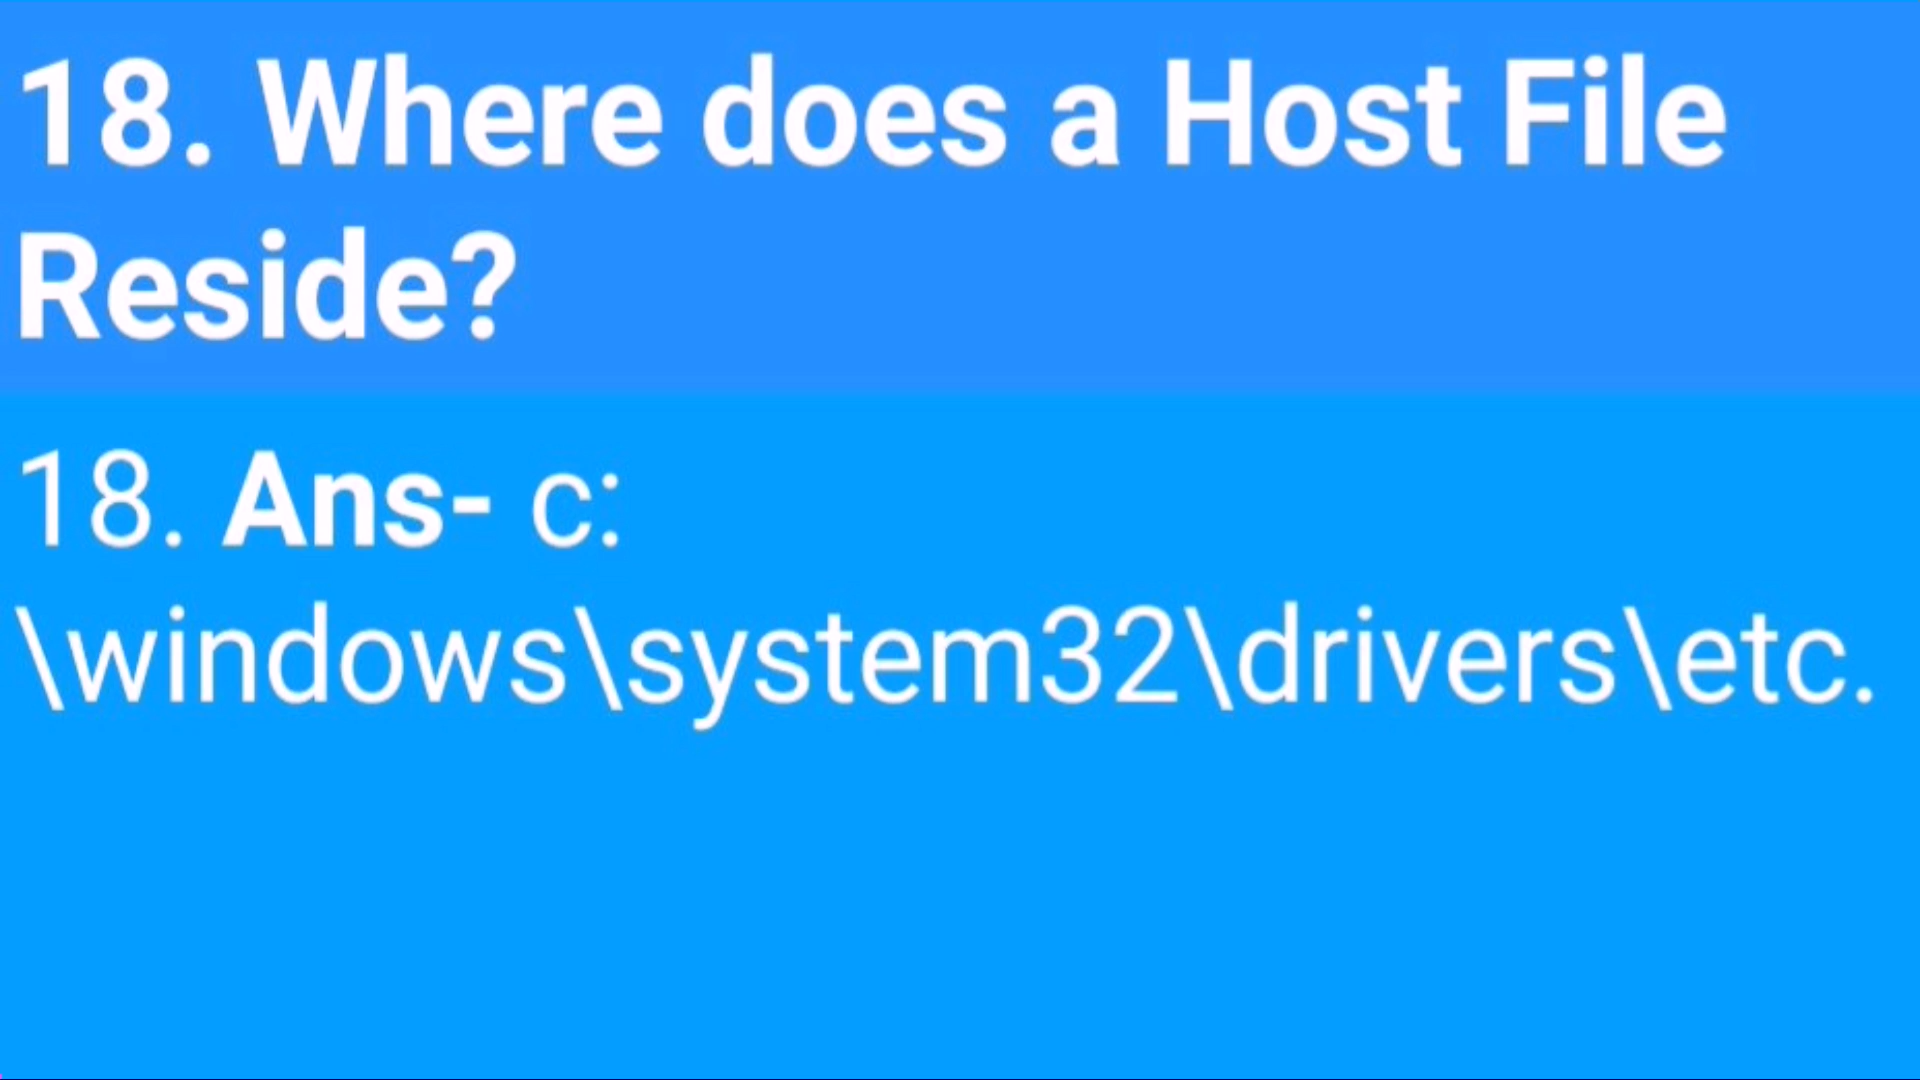 18. Where does a Host File
Reside?
18. Ans- c:
\windows\system32\drivers\etc.